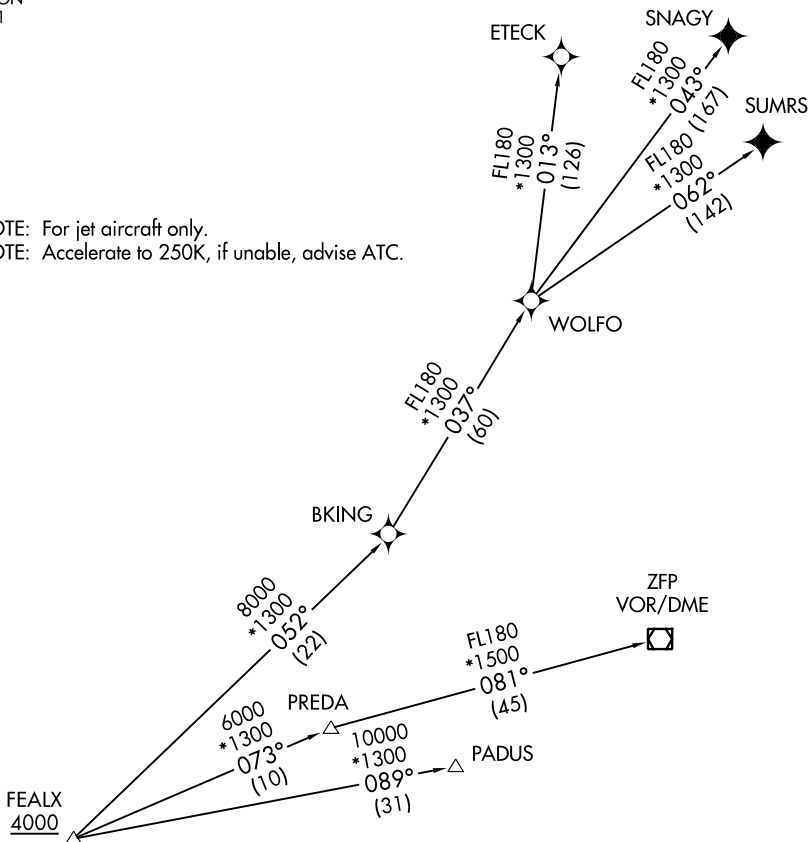 ON
1
SNAGY
ETECK
FL180
*1300
043°
(167)
SUMRS
FL180
*1300
013°
(126)
FL180
*1300
062°
(142)
OTE: For jet aircraft only.
OTE: Accelerate to 250K, if unable, advise ATC.
WOLFO
FL180
*1300
037°
(60)
BKING
8000
*1300
052°
(22)
ZFP
VOR/DME
FL180
*1500
081°
(45)
PREDA
6000
*1300
073°
(10)
10000
*1300
089°
(31)
PADUS
FEALX
4000